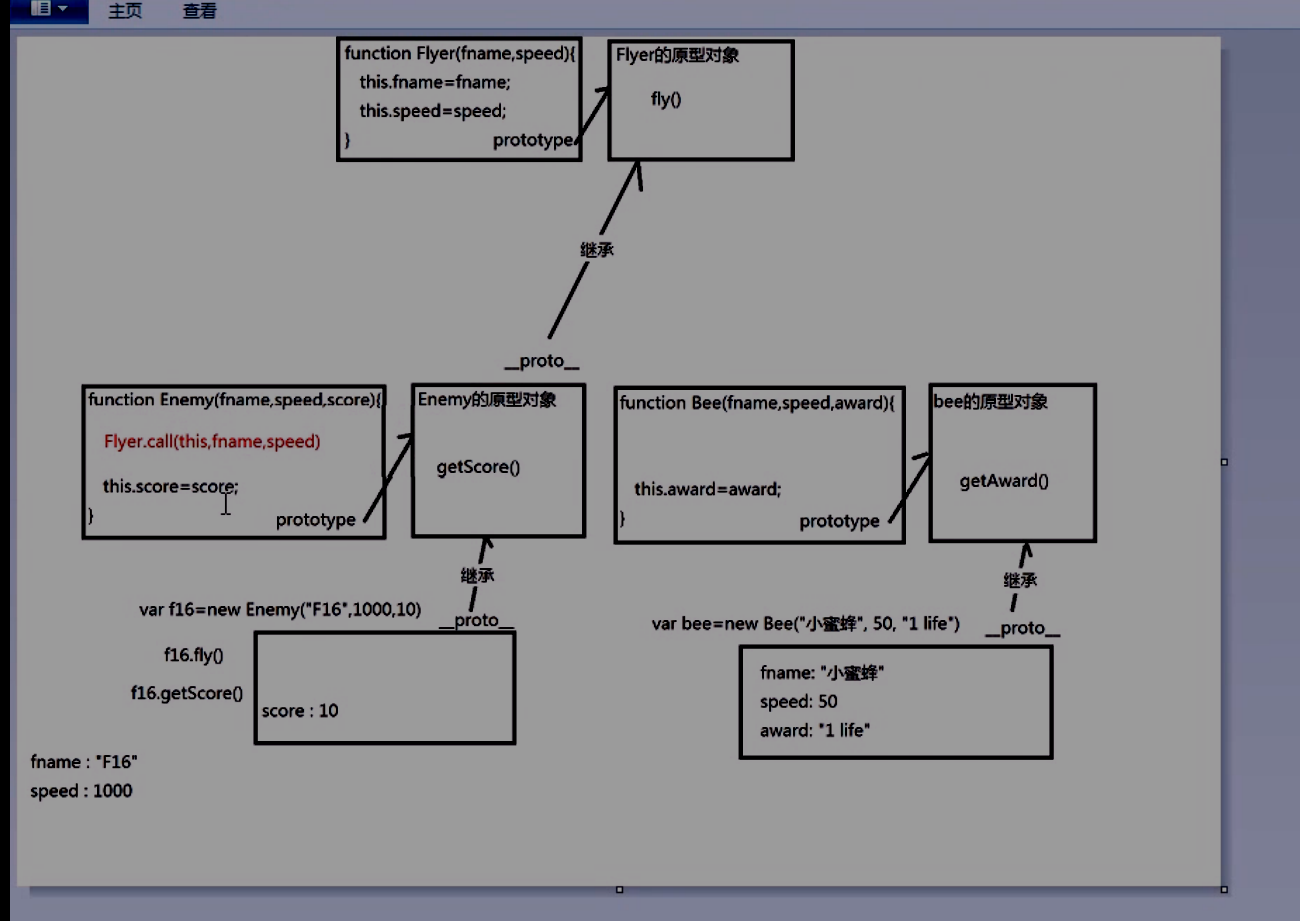 主页 查看
function Flyer(fname,speed){
this.fname=fname;
this.speed=speed;
}
prototype
Flyer的原型对象
fly()
继承
__proto__
function Enemy(fname,speed,score){
Flyer.call(this,fname,speed)
this.score=score;
}
prototype
Enemy的原型对象
getScore()
function Bee(fname,speed,award){
this.award=award;
}
prototype
bee的原型对象
getAward()
继承
__proto__
var f16=new Enemy("F16",1000,10)
f16.fly()
f16.getScore()
score : 10
fname : "F16"
speed : 1000
继承
__proto__
var bee=new Bee("小蜜蜂", 50, "1 life")
fname: "小蜜蜂"
speed: 50
award: "1 life"